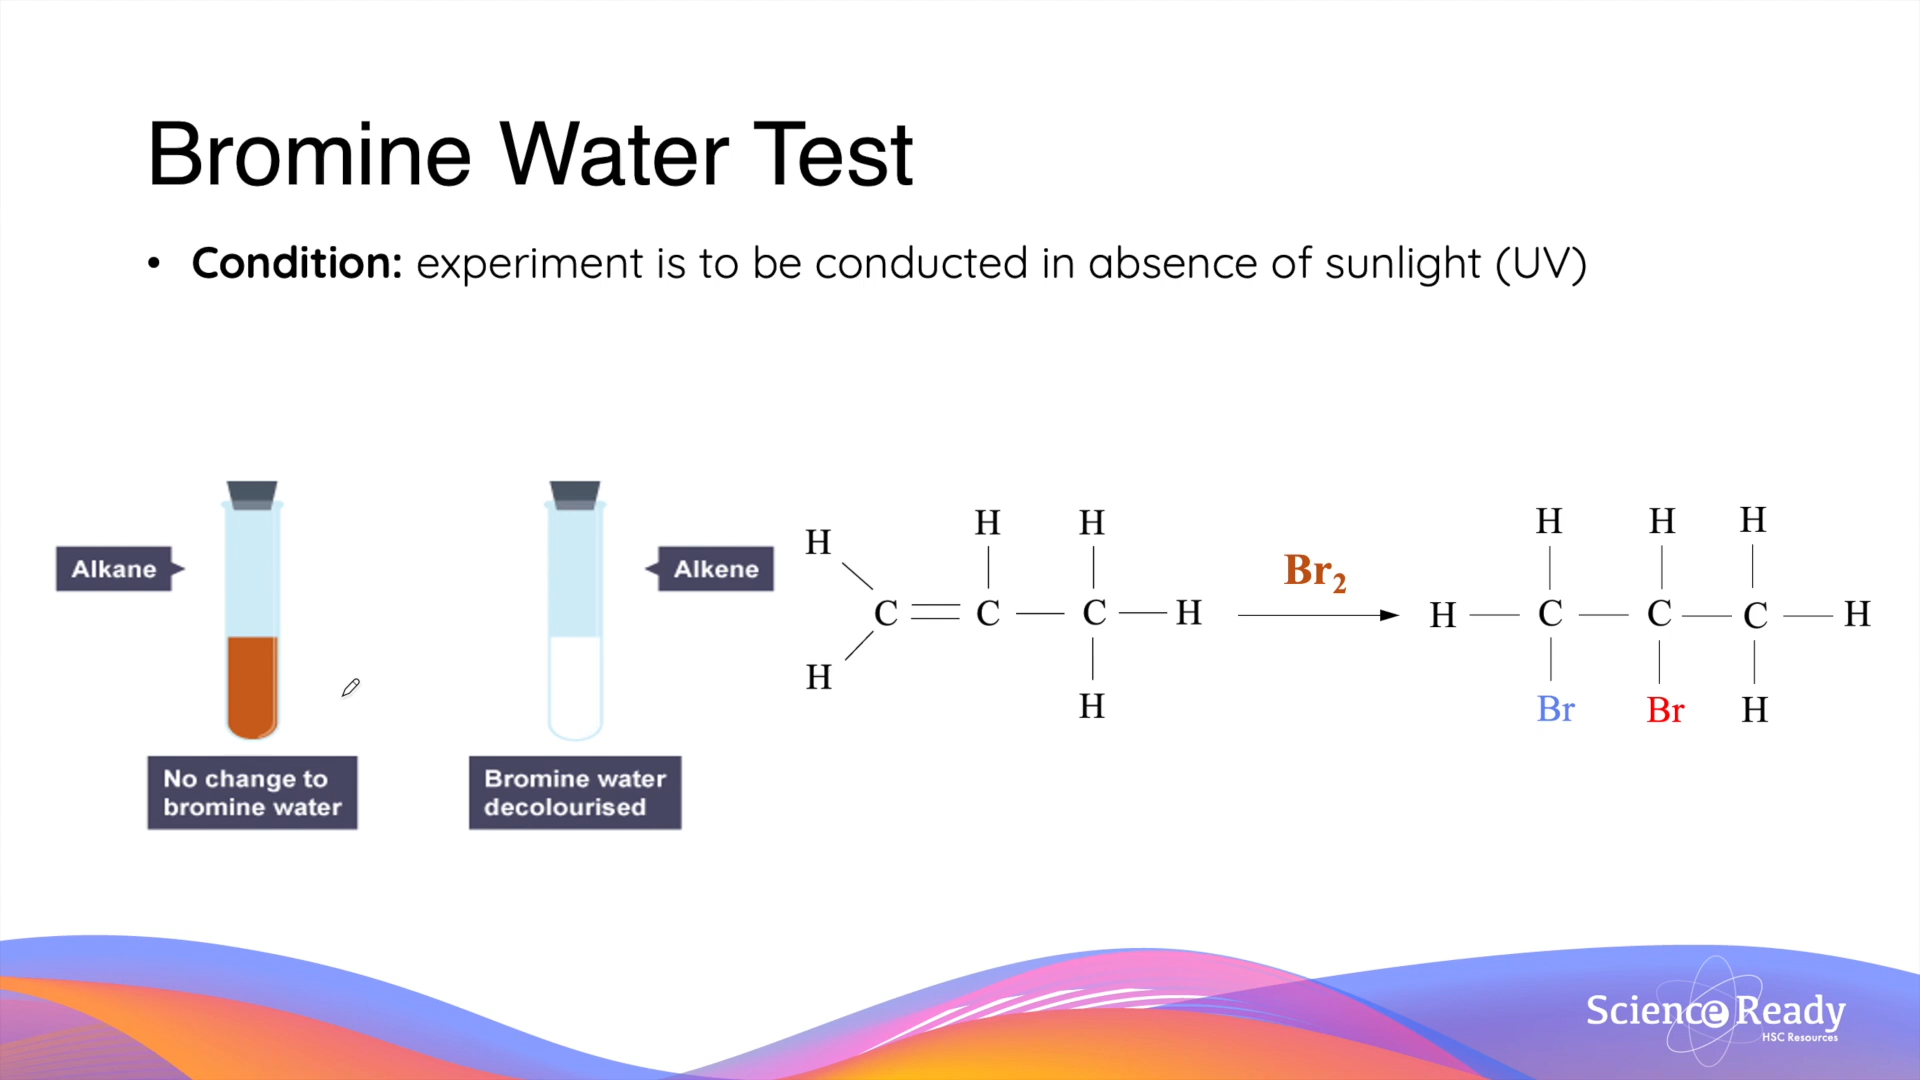 Bromine Water Test
• Condition: experiment is to be conducted in absence of sunlight (UV)
Alkane
No change to
bromine water
Alkene
Bromine water
decolourised
H H H
C C C H
H H
Br₂
H H H
H C C C H
Br Br H
Science Ready
HSC Resources